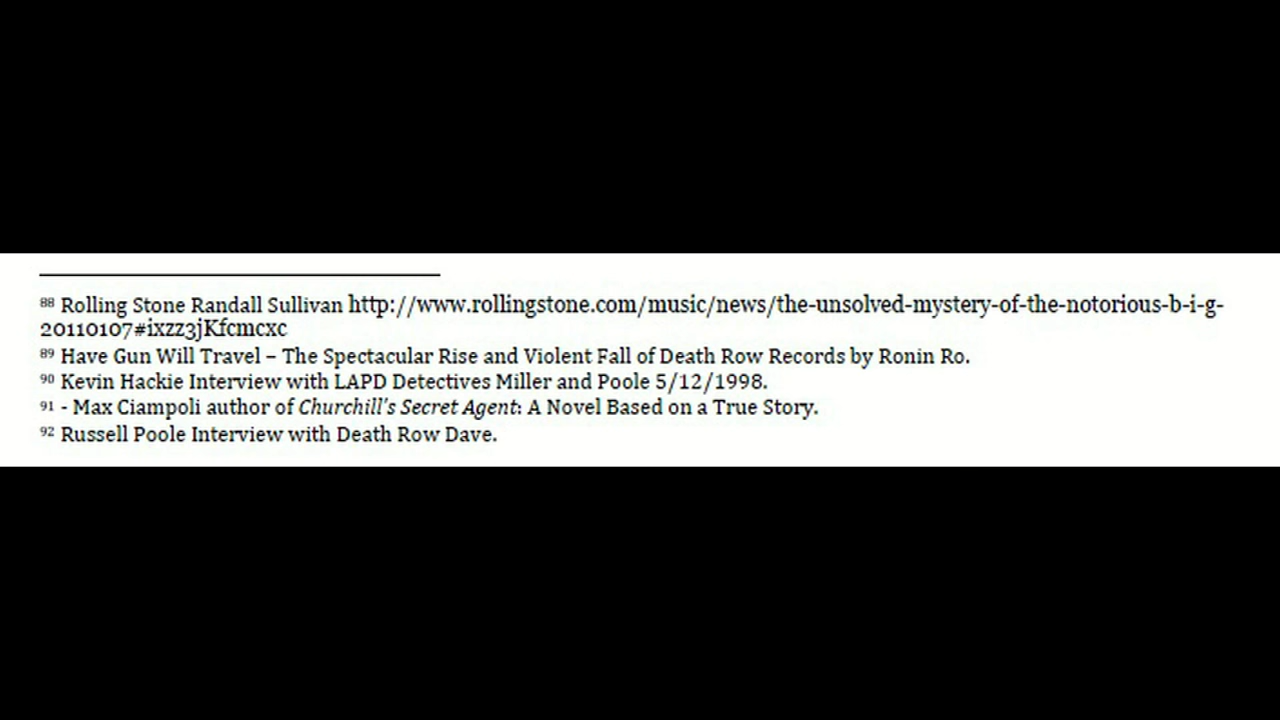 88 Rolling Stone Randall Sullivan http://www.rollingstone.com/music/news/the-unsolved-mystery-of-the-notorious-b-i-g-
20110107#ixzz3jKfcmcxc
89 Have Gun Will Travel – The Spectacular Rise and Violent Fall of Death Row Records by Ronin Ro.
90 Kevin Hackie Interview with LAPD Detectives Miller and Poole 5/12/1998.
91 - Max Ciampoli author of Churchill's Secret Agent: A Novel Based on a True Story.
92 Russell Poole Interview with Death Row Dave.